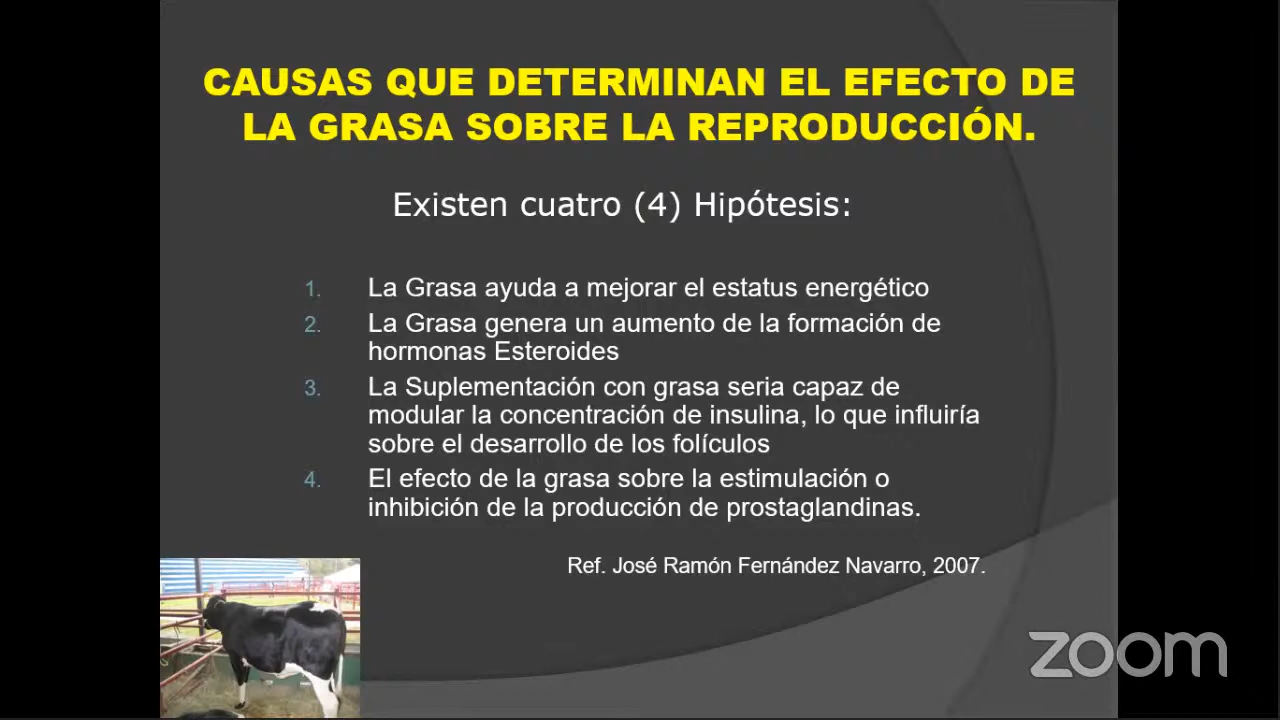 CAUSAS QUE DETERMINAN EL EFECTO DE
LA GRASA SOBRE LA REPRODUCCIÓN.
Existen cuatro (4) Hipótesis:
1. La Grasa ayuda a mejorar el estatus energético
2. La Grasa genera un aumento de la formación de
hormonas Esteroides
3. La Suplementación con grasa seria capaz de
modular la concentración de insulina, lo que influiría
sobre el desarrollo de los folículos
4. El efecto de la grasa sobre la estimulación o
inhibición de la producción de prostaglandinas.
Ref. José Ramón Fernández Navarro, 2007.
zoom